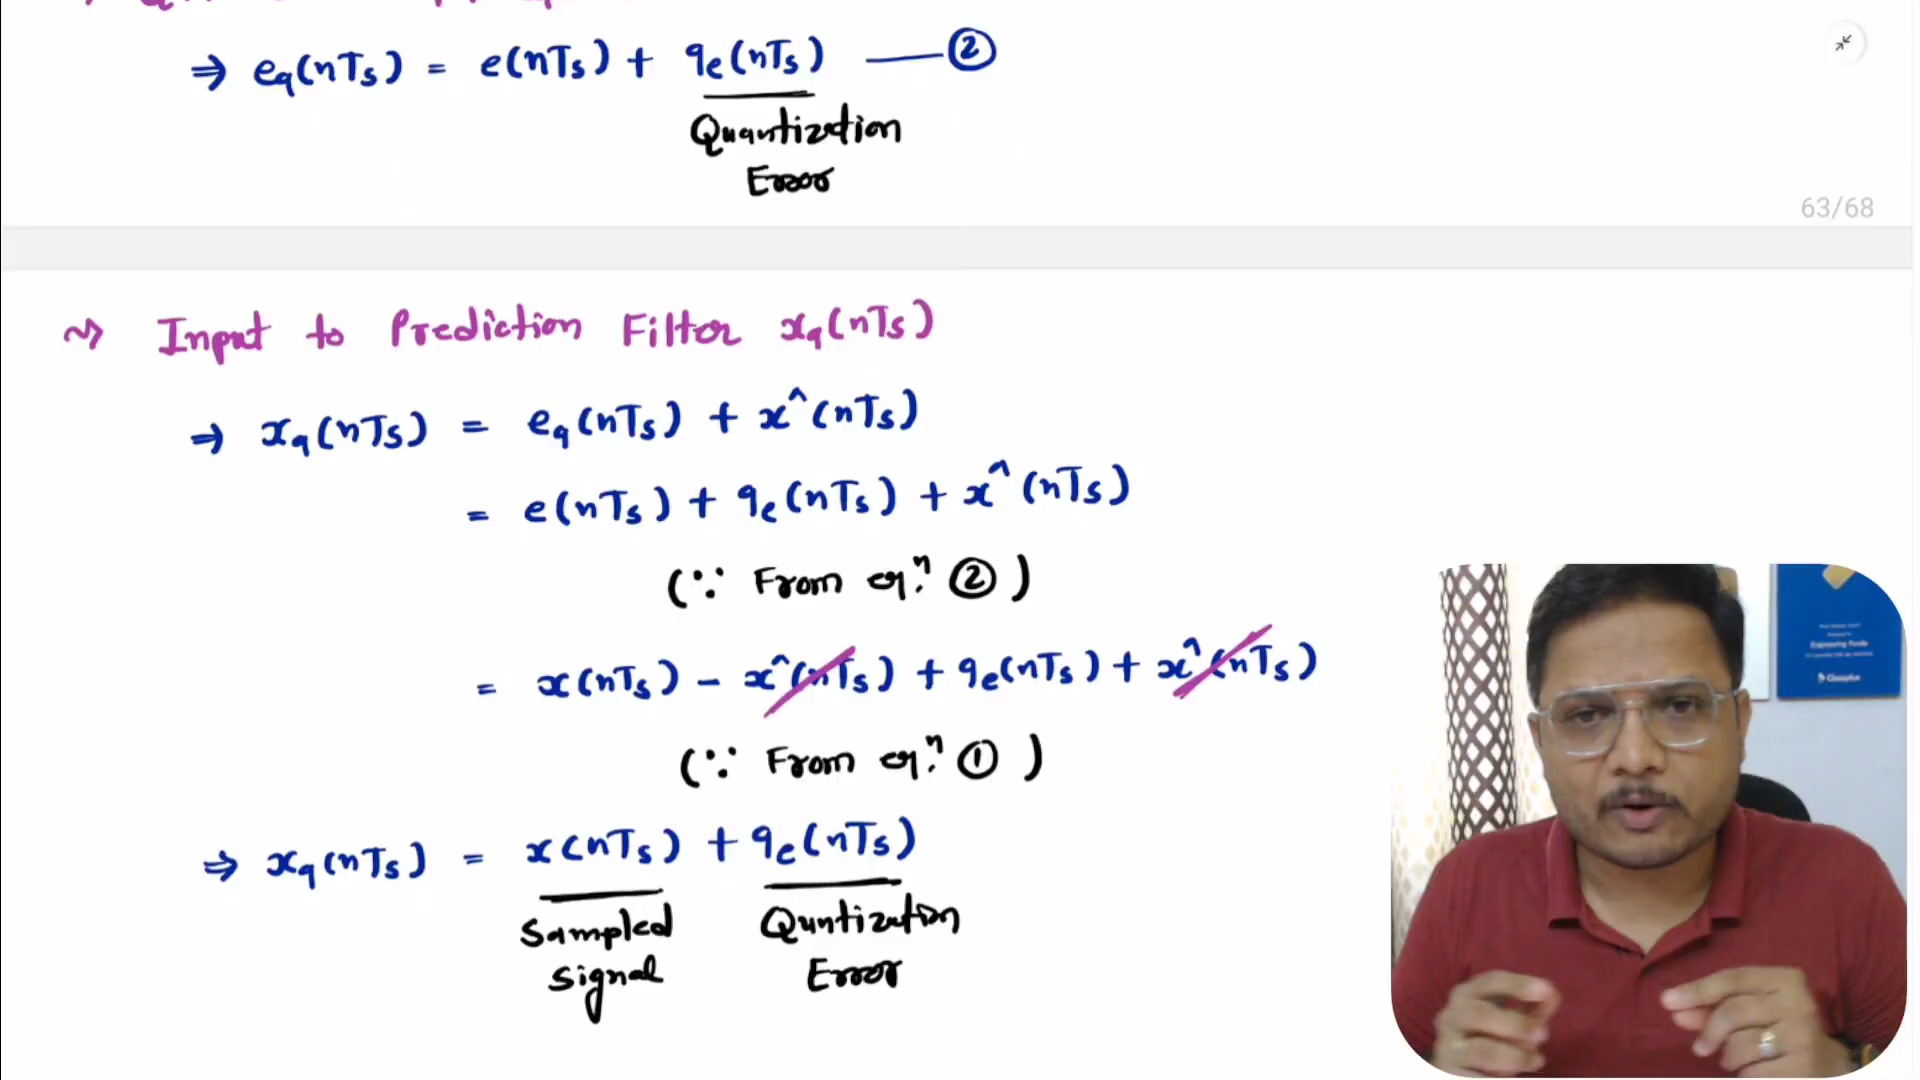 ⇒ eq(nTs) = e(nTs) + qe(nTs) —— ②
Quantization
Error
63/68
⇝ Input to Prediction Filter xq(nTs)
⇒ xq(nTs) = eq(nTs) + x^(nTs)
= e(nTs) + qe(nTs) + x^(nTs)
(∵ From eqn. ②)
= x(nTs) - x^(nTs) + qe(nTs) + x^(nTs)
(∵ From eqn. ①)
⇒ xq(nTs) = x(nTs) + qe(nTs)
Sampled Quntization
Signal Error